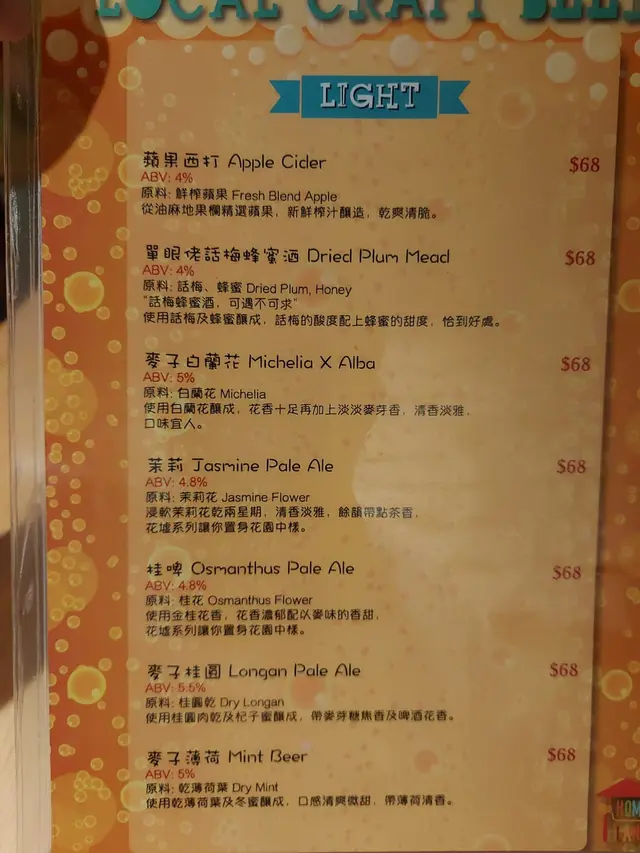 LOCAL CRAFT BEER
LIGHT
蘋果西打 Apple Cider $68
ABV: 4%
原料: 鮮榨蘋果 Fresh Blend Apple
從油麻地果欄精選蘋果，新鮮榨汁釀造，乾爽清脆。
單眼佬話梅蜂蜜酒 Dried Plum Mead $68
ABV: 4%
原料: 話梅、蜂蜜 Dried Plum, Honey
"話梅蜂蜜酒，可遇不可求"
使用話梅及蜂蜜釀成，話梅的酸度配上蜂蜜的甜度，恰到好處。
麥子白蘭花 Michelia X Alba $68
ABV: 5%
原料: 白蘭花 Michelia
使用白蘭花釀成，花香十足再加上淡淡麥芽香，清香淡雅，
口味宜人。
茉莉 Jasmine Pale Ale $68
ABV: 4.8%
原料: 茉莉花 Jasmine Flower
浸軟茉莉花乾兩星期，清香淡雅，餘韻帶點茶香，
花墟系列讓你置身花園中樣。
桂啤 Osmanthus Pale Ale $68
ABV: 4.8%
原料: 桂花 Osmanthus Flower
使用金桂花香，花香濃郁配以麥味的香甜，
花墟系列讓你置身花園中樣。
麥子桂圓 Longan Pale Ale $68
ABV: 5.5%
原料: 桂圓乾 Dry Longan
使用桂圓肉乾及杞子蜜釀成，帶麥芽糖焦香及啤酒花香。
麥子薄荷 Mint Beer $68
ABV: 5%
原料: 乾薄荷葉 Dry Mint
使用乾薄荷葉及冬蜜釀成，口感清爽微甜，帶薄荷清香。